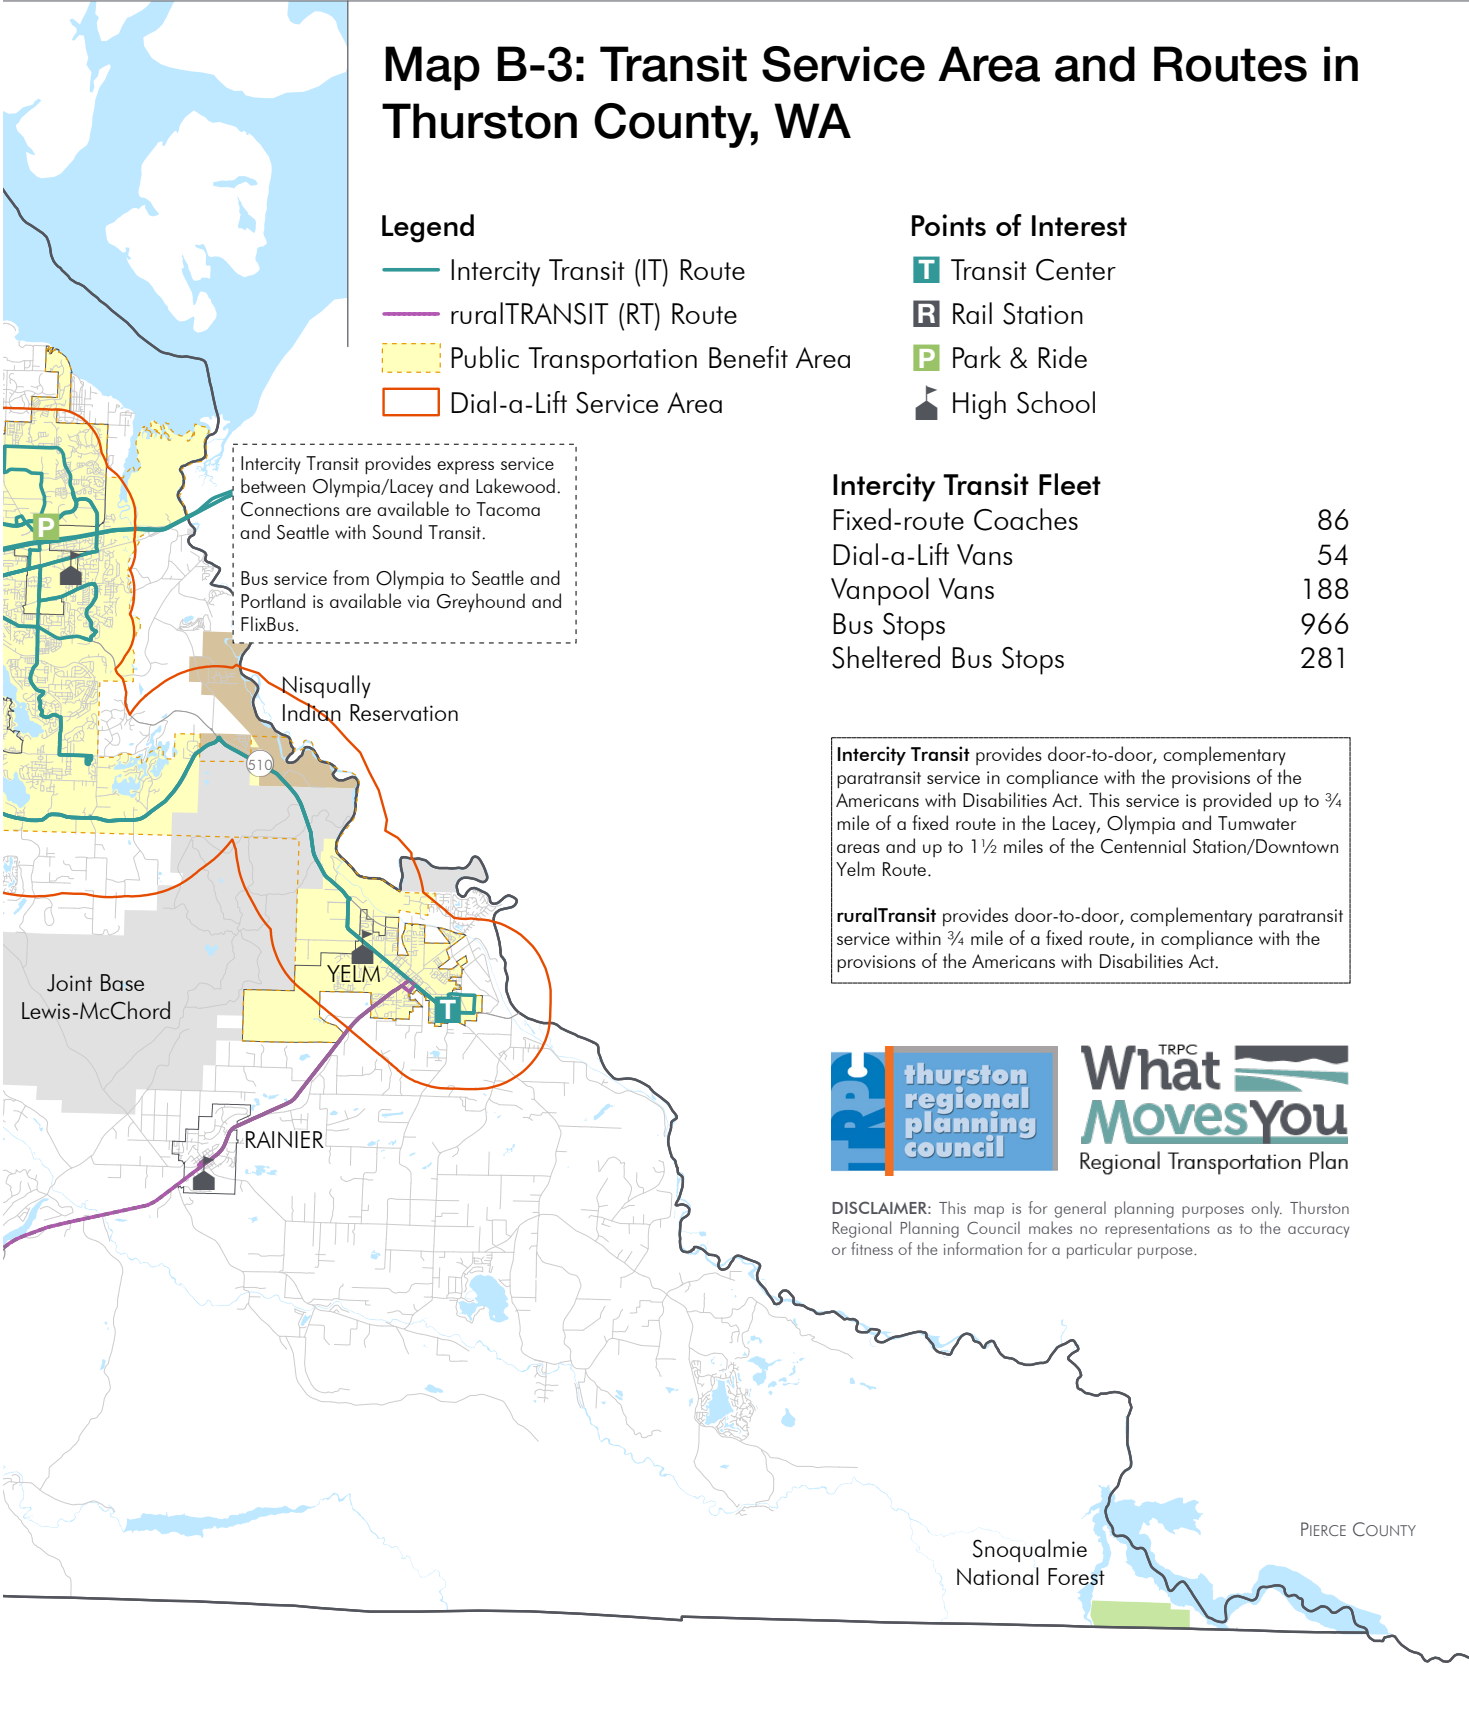 Map B-3: Transit Service Area and Routes in
Thurston County, WA
Legend
Intercity Transit (IT) Route
ruralTRANSIT (RT) Route
Public Transportation Benefit Area
Dial-a-Lift Service Area
Points of Interest
T Transit Center
R Rail Station
P Park & Ride
High School
Intercity Transit provides express service
between Olympia/Lacey and Lakewood.
Connections are available to Tacoma
and Seattle with Sound Transit.
Bus service from Olympia to Seattle and
Portland is available via Greyhound and
FlixBus.
Intercity Transit Fleet
Fixed-route Coaches 86
Dial-a-Lift Vans 54
Vanpool Vans 188
Bus Stops 966
Sheltered Bus Stops 281
P
Nisqually
Indian Reservation
510
Intercity Transit provides door-to-door, complementary
paratransit service in compliance with the provisions of the
Americans with Disabilities Act. This service is provided up to ¾
mile of a fixed route in the Lacey, Olympia and Tumwater
areas and up to 1½ miles of the Centennial Station/Downtown
Yelm Route.
ruralTransit provides door-to-door, complementary paratransit
service within ¾ mile of a fixed route, in compliance with the
provisions of the Americans with Disabilities Act.
YELM
T
Joint Base
Lewis-McChord
RAINIER
TRPC
thurston
regional
planning
council
TRPC
What
MovesYou
Regional Transportation Plan
DISCLAIMER: This map is for general planning purposes only. Thurston
Regional Planning Council makes no representations as to the accuracy
or fitness of the information for a particular purpose.
PIERCE COUNTY
Snoqualmie
National Forest